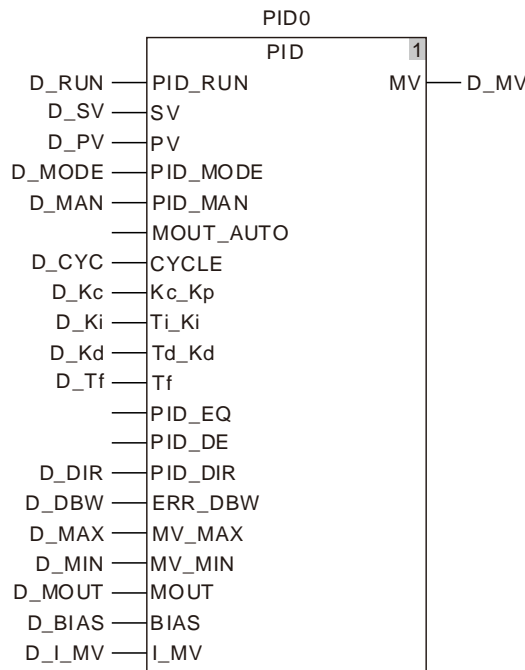 PID0
PID 1
D_RUN PID_RUN MV D_MV
D_SV SV
D_PV PV
D_MODE PID_MODE
D_MAN PID_MAN
MOUT_AUTO
D_CYC CYCLE
D_Kc Kc_Kp
D_Ki Ti_Ki
D_Kd Td_Kd
D_Tf Tf
PID_EQ
PID_DE
D_DIR PID_DIR
D_DBW ERR_DBW
D_MAX MV_MAX
D_MIN MV_MIN
D_MOUT MOUT
D_BIAS BIAS
D_I_MV I_MV